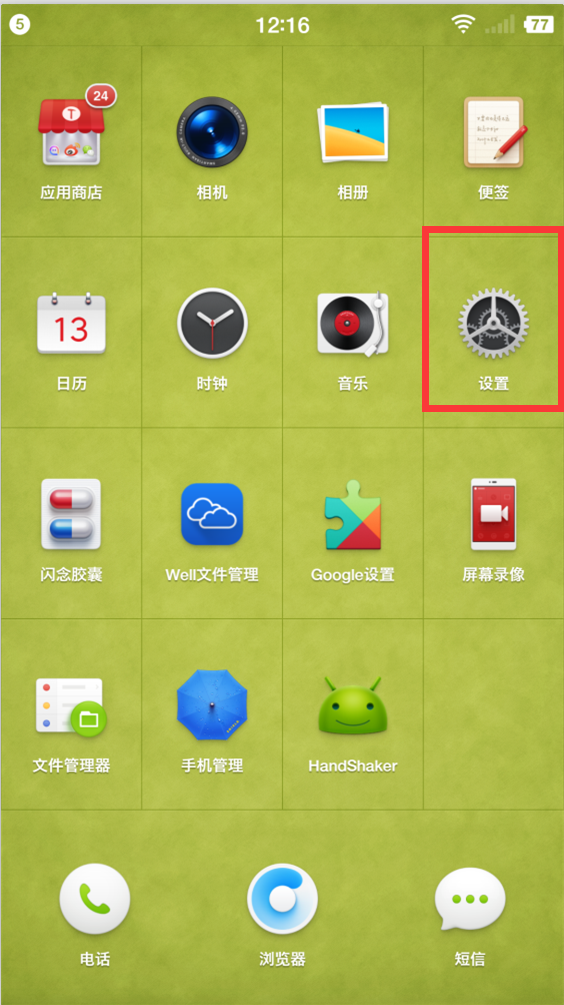 5 12:16 77
24
T
应用商店 相机 相册 便签
13
日历 时钟 音乐 设置
闪念胶囊 Well文件管理 Google设置 屏幕录像
文件管理器 手机管理 HandShaker
电话 浏览器 短信